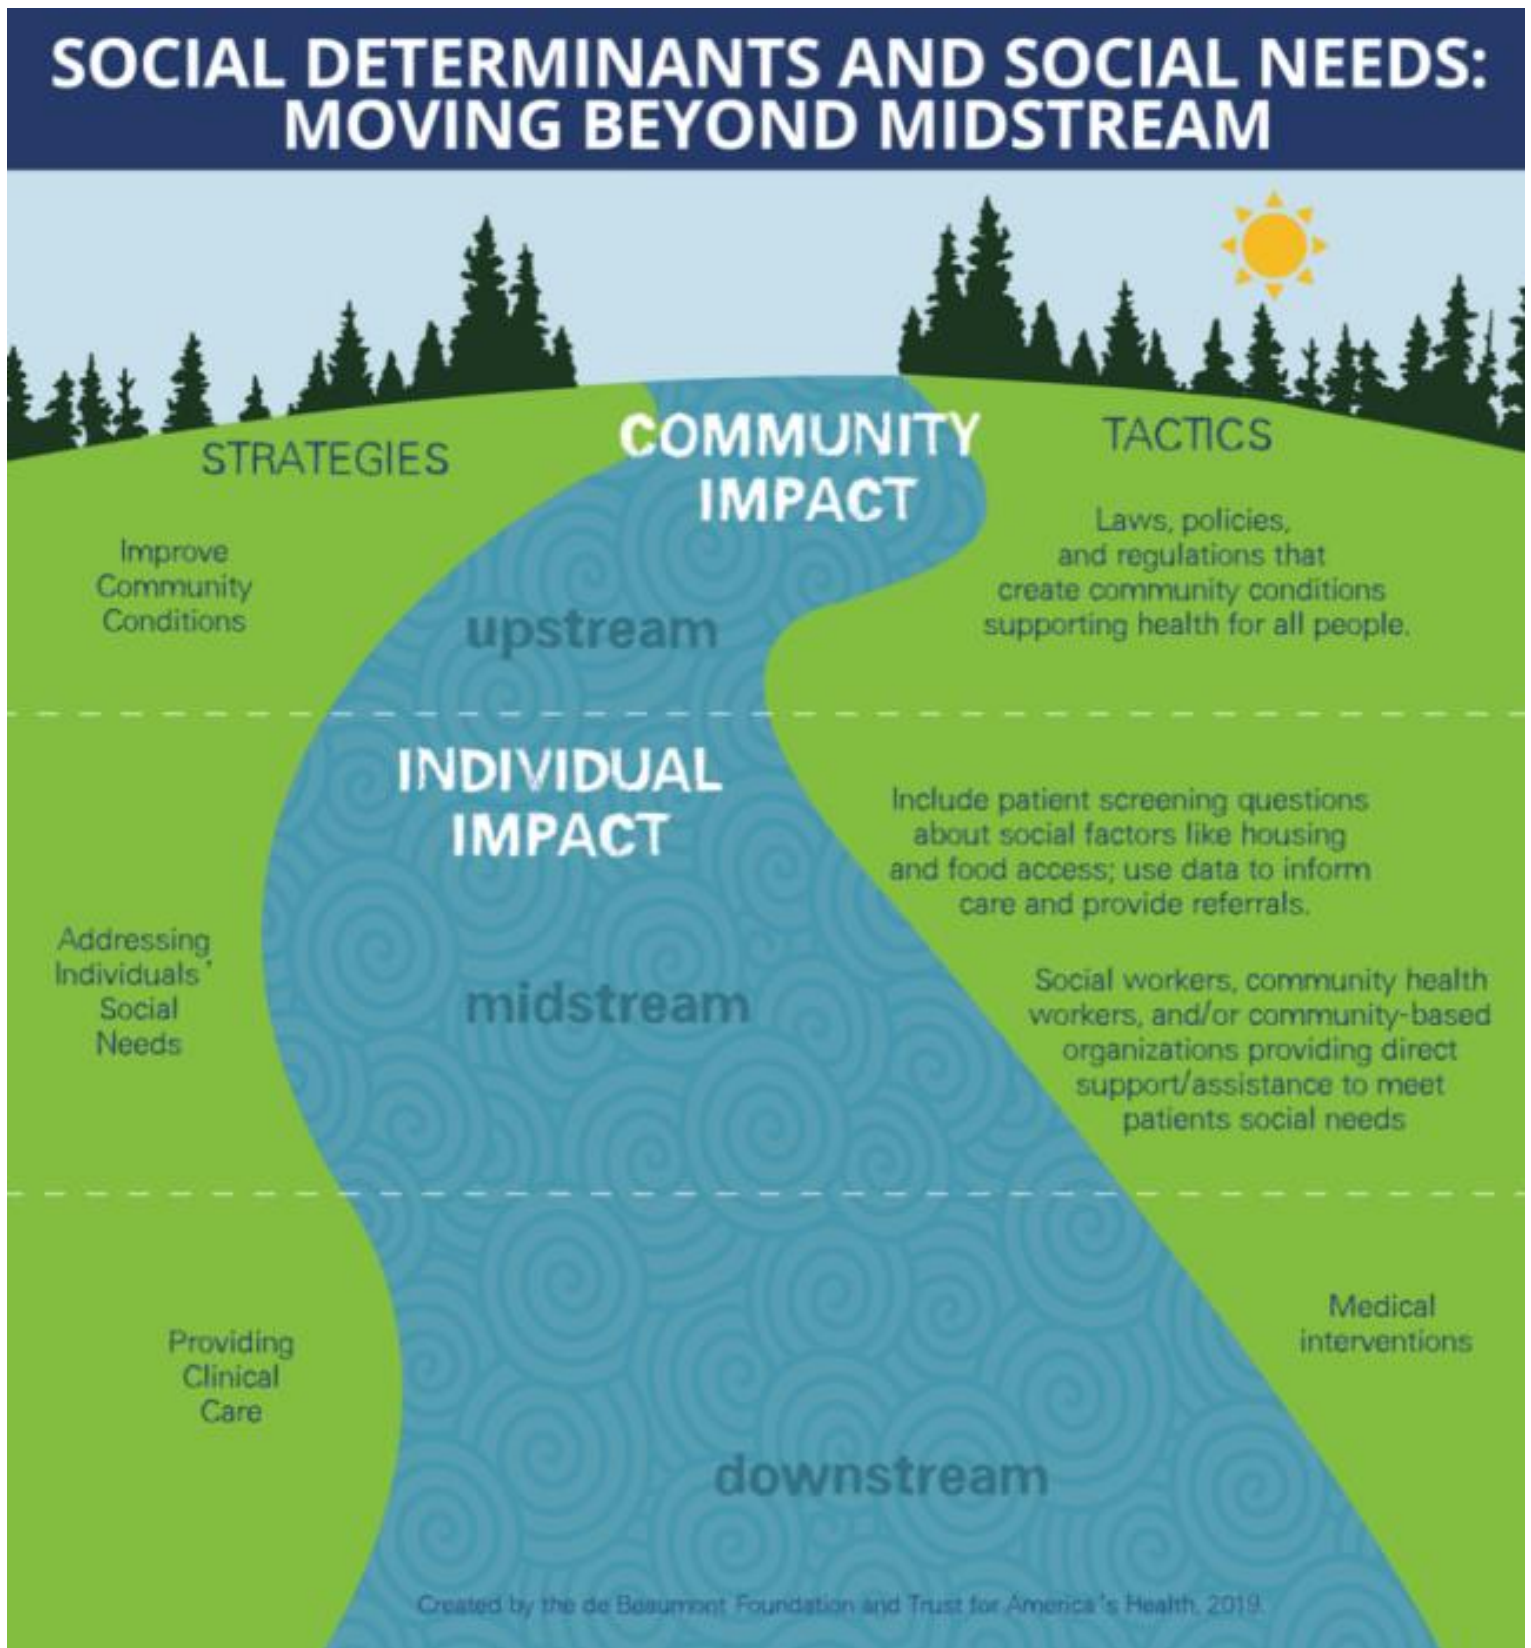 SOCIAL DETERMINANTS AND SOCIAL NEEDS:
MOVING BEYOND MIDSTREAM
STRATEGIES
COMMUNITY
IMPACT
TACTICS
Improve
Community
Conditions
upstream
Laws, policies,
and regulations that
create community conditions
supporting health for all people.
INDIVIDUAL
IMPACT
Addressing
Individuals'
Social
Needs
midstream
Include patient screening questions
about social factors like housing
and food access; use data to inform
care and provide referrals.
Social workers, community health
workers, and/or community-based
organizations providing direct
support/assistance to meet
patients social needs
Providing
Clinical
Care
downstream
Medical
interventions
Created by the de Beaumont Foundation and Trust for America's Health, 2019.